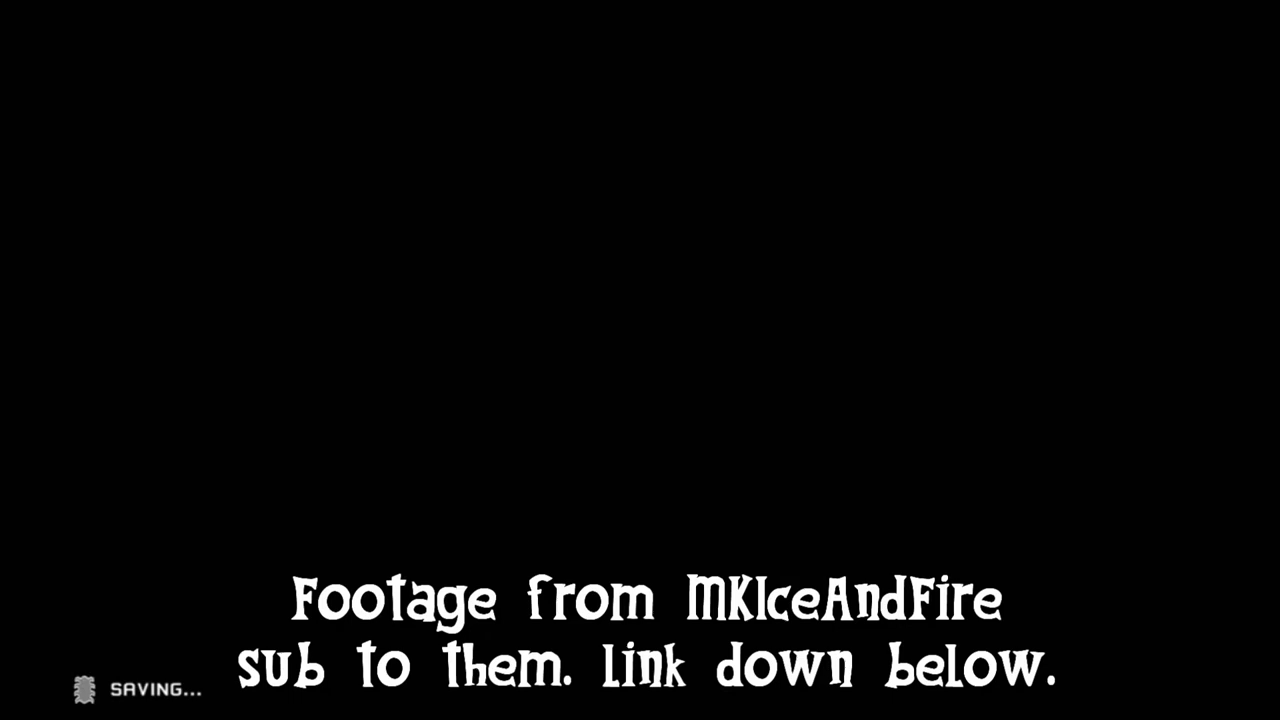 Footage from MKIceAndFire
sub to them. link down below.
SAVING...